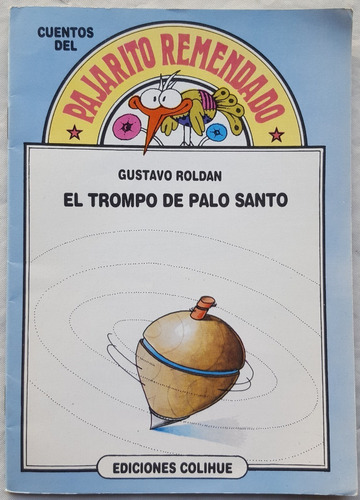 CUENTOS
DEL
PAJARITO REMENDADO
GUSTAVO ROLDAN
EL TROMPO DE PALO SANTO
EDICIONES COLIHUE